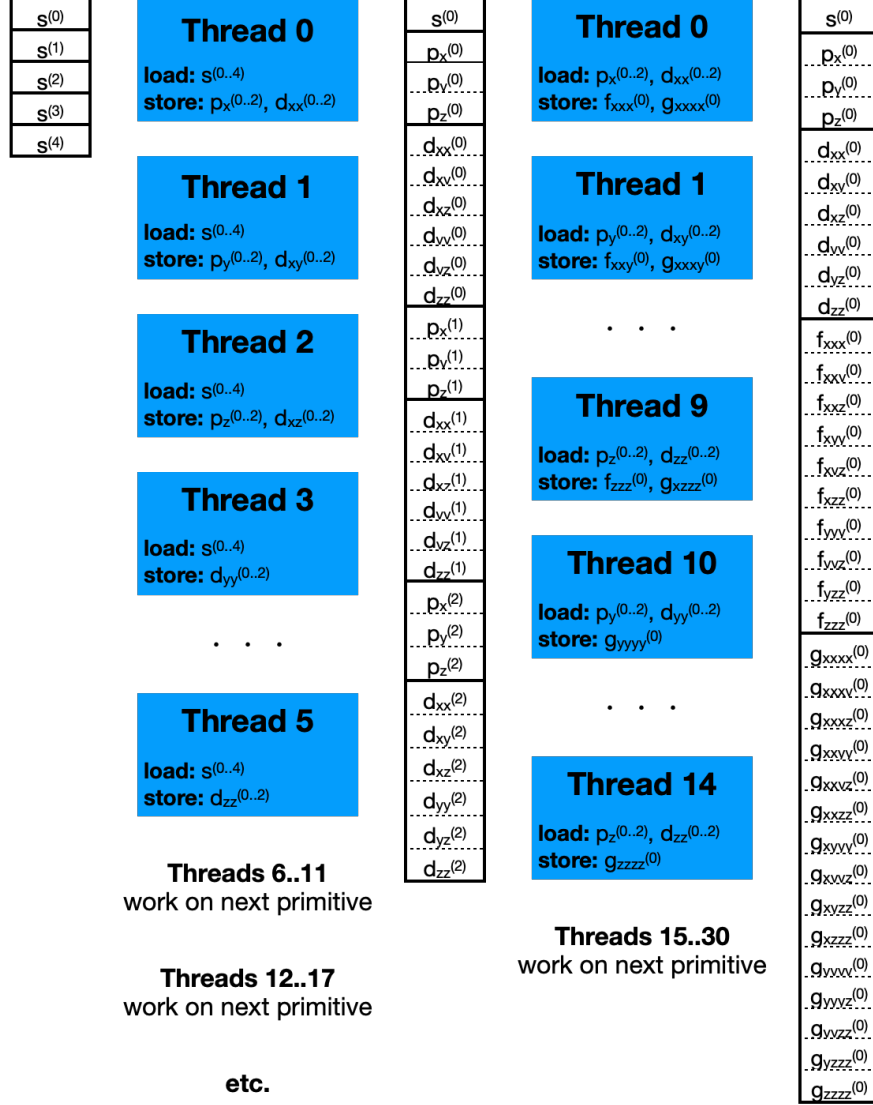 s(0)
s(1)
s(2)
s(3)
s(4)
Thread 0
load: s(0..4)
store: px(0..2), dxx(0..2)
Thread 1
load: s(0..4)
store: py(0..2), dxy(0..2)
Thread 2
load: s(0..4)
store: pz(0..2), dxz(0..2)
Thread 3
load: s(0..4)
store: dyy(0..2)
. . .
Thread 5
load: s(0..4)
store: dzz(0..2)
Threads 6..11
work on next primitive
Threads 12..17
work on next primitive
etc.
s(0)
px(0)
py(0)
pz(0)
dxx(0)
dxy(0)
dxz(0)
dyy(0)
dyz(0)
dzz(0)
px(1)
py(1)
pz(1)
dxx(1)
dxy(1)
dxz(1)
dyy(1)
dyz(1)
dzz(1)
px(2)
py(2)
pz(2)
dxx(2)
dxy(2)
dxz(2)
dyy(2)
dyz(2)
dzz(2)
Thread 0
load: px(0..2), dxx(0..2)
store: fxxx(0), gxxxx(0)
Thread 1
load: py(0..2), dxy(0..2)
store: fxxy(0), gxxxy(0)
. . .
Thread 9
load: pz(0..2), dzz(0..2)
store: fzzz(0), gxzzz(0)
Thread 10
load: py(0..2), dyy(0..2)
store: gyyyy(0)
. . .
Thread 14
load: pz(0..2), dzz(0..2)
store: gzzzz(0)
Threads 15..30
work on next primitive
s(0)
px(0)
py(0)
pz(0)
dxx(0)
dxy(0)
dxz(0)
dyy(0)
dyz(0)
dzz(0)
fxxx(0)
fxxy(0)
fxxz(0)
fxyy(0)
fxyz(0)
fxzz(0)
fyyy(0)
fyyz(0)
fyzz(0)
fzzz(0)
gxxxx(0)
gxxxy(0)
gxxxz(0)
gxxyy(0)
gxxyz(0)
gxxzz(0)
gxyyy(0)
gxyyz(0)
gxyzz(0)
gxzzz(0)
gyyyy(0)
gyyyz(0)
gyyzz(0)
gyzzz(0)
gzzzz(0)